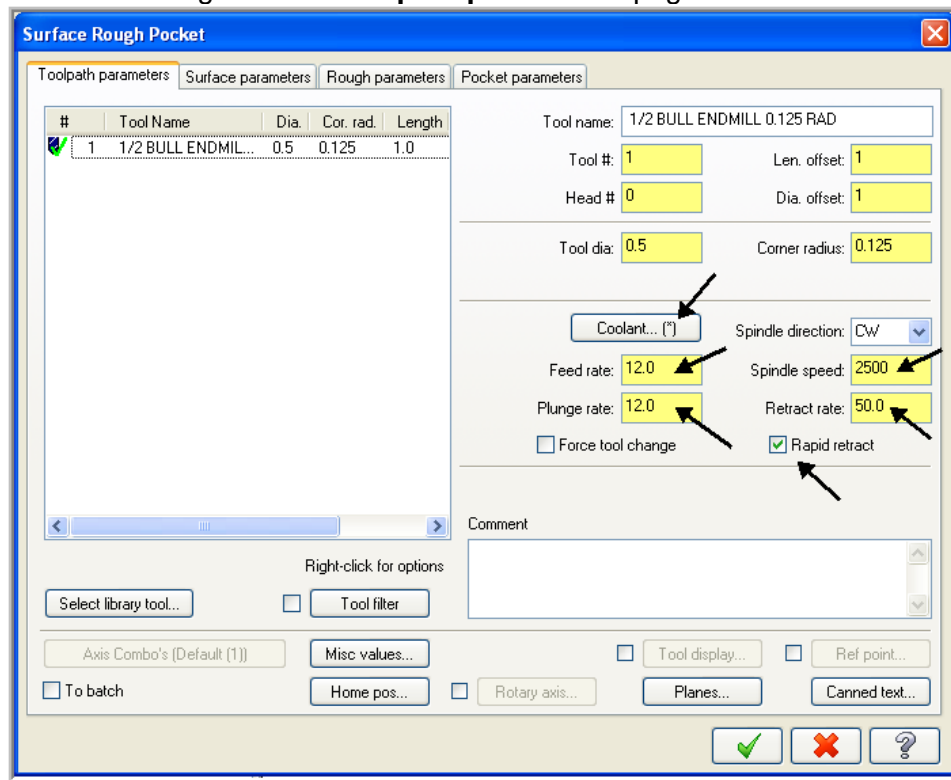 Surface Rough Pocket
Toolpath parameters Surface parameters Rough parameters Pocket parameters
# Tool Name Dia. Cor. rad. Length
1 1/2 BULL ENDMIL... 0.5 0.125 1.0
Tool name: 1/2 BULL ENDMILL 0.125 RAD
Tool #: 1 Len. offset: 1
Head # 0 Dia. offset: 1
Tool dia: 0.5 Corner radius: 0.125
Coolant... (*) Spindle direction: CW
Feed rate: 12.0 Spindle speed: 2500
Plunge rate: 12.0 Retract rate: 50.0
Force tool change Rapid retract
Comment
Right-click for options
Select library tool... Tool filter
Axis Combo's (Default (1)) Misc values... Tool display... Ref point...
To batch Home pos... Rotary axis... Planes... Canned text...